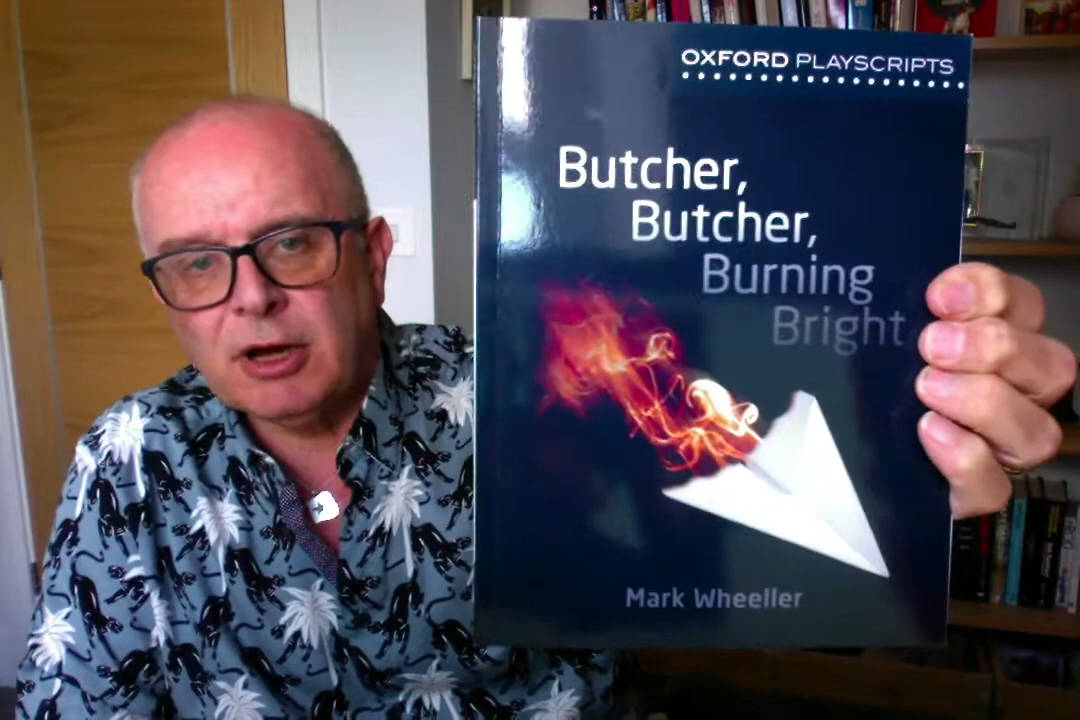 OXFORD PLAYSCRIPTS
Butcher,
Butcher,
Burning
Bright
Mark Wheeller